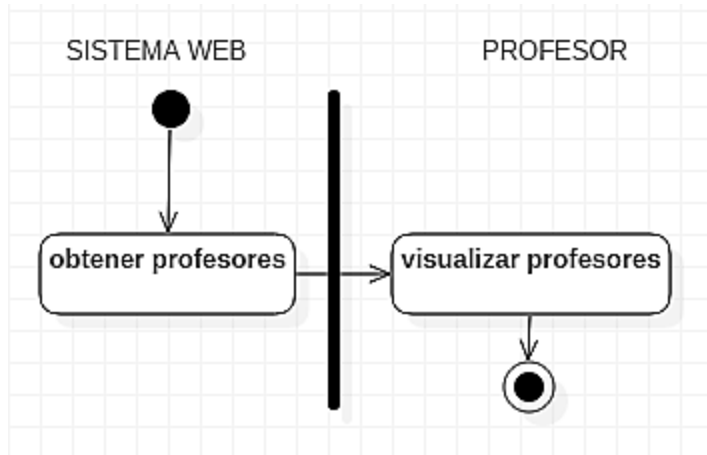 SISTEMA WEB
PROFESOR
obtener profesores
visualizar profesores